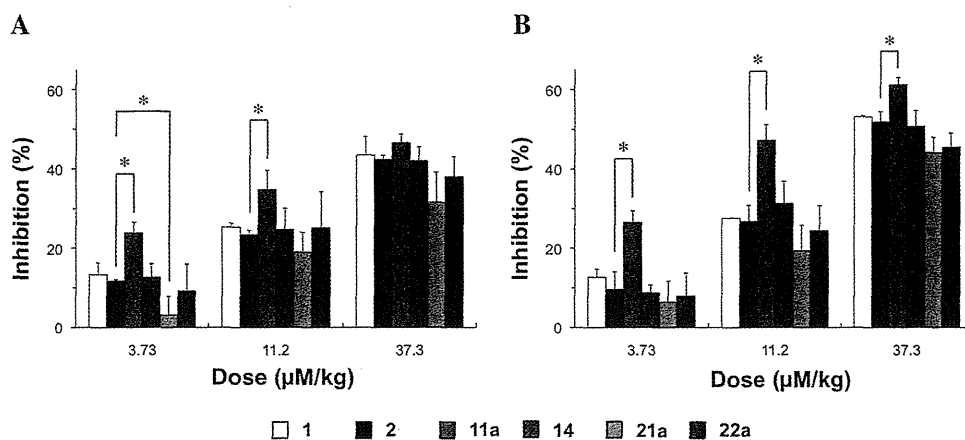 A
B
Inhibition (%)
60
40
20
0
*
*
*
3.73
11.2
37.3
Dose (µM/kg)
Inhibition (%)
60
40
20
0
*
*
*
3.73
11.2
37.3
Dose (µM/kg)
1 2 11a 14 21a 22a